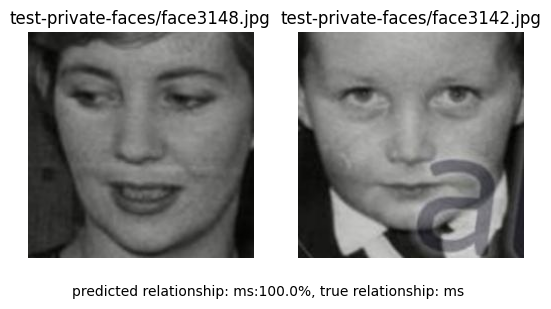 test-private-faces/face3148.jpg test-private-faces/face3142.jpg
a
predicted relationship: ms:100.0%, true relationship: ms